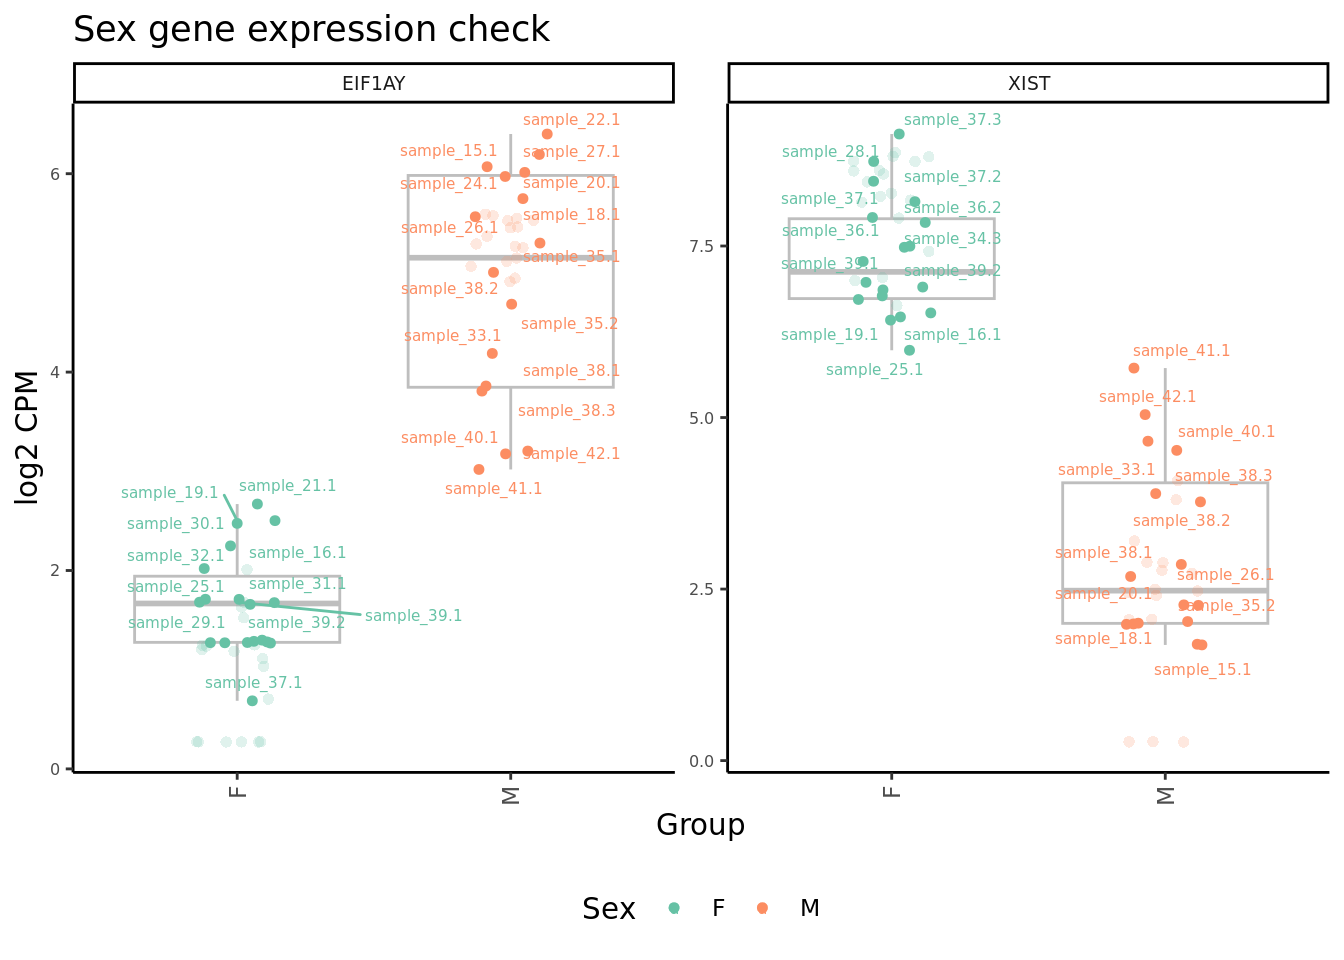 Sex gene expression check
EIF1AY
XIST
log2 CPM
6
4
2
0
sample_22.1
sample_15.1
sample_27.1
sample_24.1
sample_20.1
sample_18.1
sample_26.1
sample_35.1
sample_38.2
sample_35.2
sample_33.1
sample_38.1
sample_38.3
sample_40.1
sample_42.1
sample_41.1
sample_19.1
sample_21.1
sample_30.1
sample_32.1
sample_16.1
sample_25.1
sample_31.1
sample_39.1
sample_29.1
sample_39.2
sample_37.1
F
M
7.5
5.0
2.5
0.0
sample_37.3
sample_28.1
sample_37.2
sample_37.1
sample_36.2
sample_36.1
sample_34.3
sample_39.1
sample_39.2
sample_19.1
sample_16.1
sample_25.1
sample_41.1
sample_42.1
sample_40.1
sample_33.1
sample_38.3
sample_38.2
sample_38.1
sample_26.1
sample_20.1
sample_35.2
sample_18.1
sample_15.1
F
M
Group
Sex F M